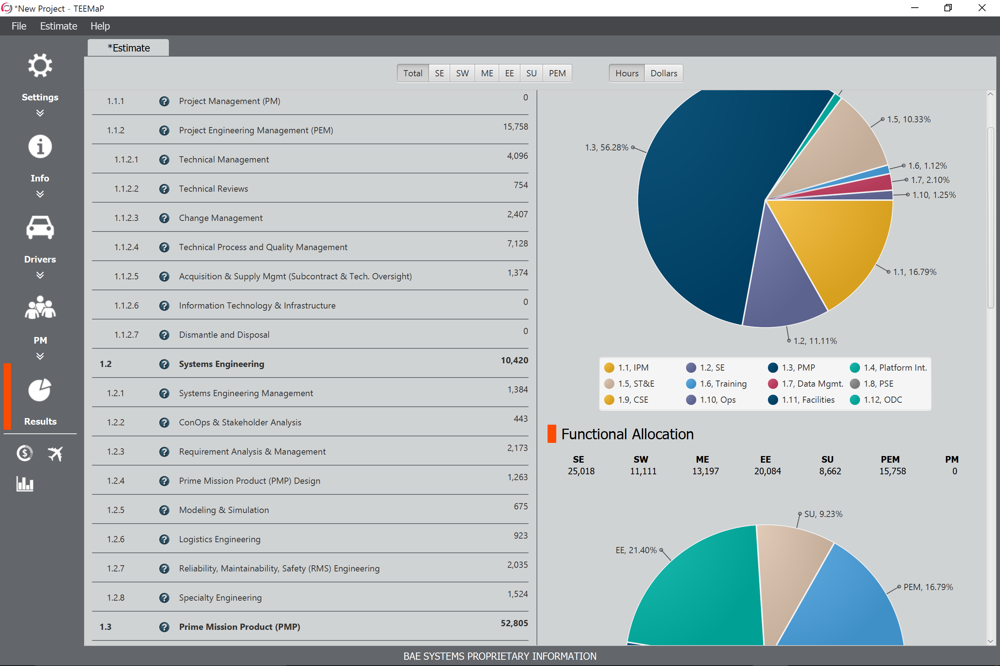 *New Project - TEEMaP
File Estimate Help
*Estimate
Total SE SW ME EE SU PEM Hours Dollars
Settings
Info
Drivers
PM
Results
1.1.1 ? Project Management (PM) 0
1.1.2 ? Project Engineering Management (PEM) 15,758
1.1.2.1 ? Technical Management 4,096
1.1.2.2 ? Technical Reviews 754
1.1.2.3 ? Change Management 2,407
1.1.2.4 ? Technical Process and Quality Management 7,128
1.1.2.5 ? Acquisition & Supply Mgmt (Subcontract & Tech. Oversight) 1,374
1.1.2.6 ? Information Technology & Infrastructure 0
1.1.2.7 ? Dismantle and Disposal 0
1.2 ? Systems Engineering 10,420
1.2.1 ? Systems Engineering Management 1,384
1.2.2 ? ConOps & Stakeholder Analysis 443
1.2.3 ? Requirement Analysis & Management 2,173
1.2.4 ? Prime Mission Product (PMP) Design 1,263
1.2.5 ? Modeling & Simulation 675
1.2.6 ? Logistics Engineering 923
1.2.7 ? Reliability, Maintainability, Safety (RMS) Engineering 2,035
1.2.8 ? Specialty Engineering 1,524
1.3 ? Prime Mission Product (PMP) 52,805
1.5, 10.33%
1.3, 56.28%
1.6, 1.12%
1.7, 2.10%
1.10, 1.25%
1.1, 16.79%
1.2, 11.11%
1.1, IPM 1.2, SE 1.3, PMP 1.4, Platform Int.
1.5, ST&E 1.6, Training 1.7, Data Mgmt. 1.8, PSE
1.9, CSE 1.10, Ops 1.11, Facilities 1.12, ODC
Functional Allocation
SE SW ME EE SU PEM PM
25,018 11,111 13,197 20,084 8,662 15,758 0
SU, 9.23%
EE, 21.40%
PEM, 16.79%
BAE SYSTEMS PROPRIETARY INFORMATION